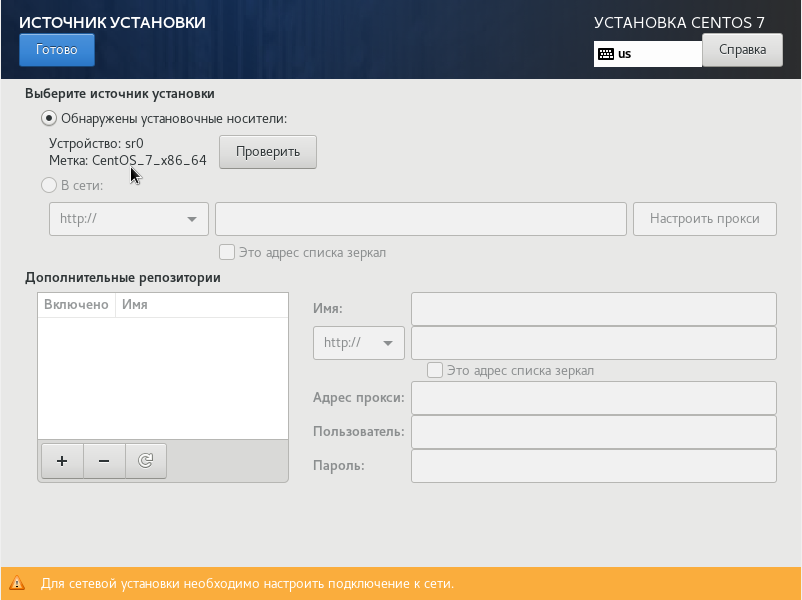 ИСТОЧНИК УСТАНОВКИ
УСТАНОВКА CENTOS 7
Готово
us
Справка
Выберите источник установки
Обнаружены установочные носители:
Устройство: sr0
Метка: CentOS_7_x86_64
Проверить
В сети:
http://
Настроить прокси
Это адрес списка зеркал
Дополнительные репозитории
Включено Имя
Имя:
http://
Это адрес списка зеркал
Адрес прокси:
Пользователь:
Пароль:
Для сетевой установки необходимо настроить подключение к сети.